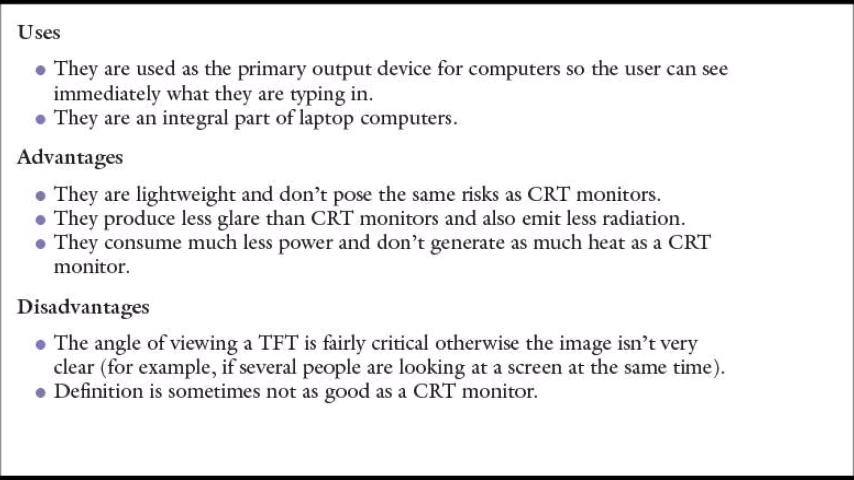 Uses
They are used as the primary output device for computers so the user can see
immediately what they are typing in.
They are an integral part of laptop computers.
Advantages
They are lightweight and don't pose the same risks as CRT monitors.
They produce less glare than CRT monitors and also emit less radiation.
They consume much less power and don't generate as much heat as a CRT
monitor.
Disadvantages
The angle of viewing a TFT is fairly critical otherwise the image isn't very
clear (for example, if several people are looking at a screen at the same time).
Definition is sometimes not as good as a CRT monitor.